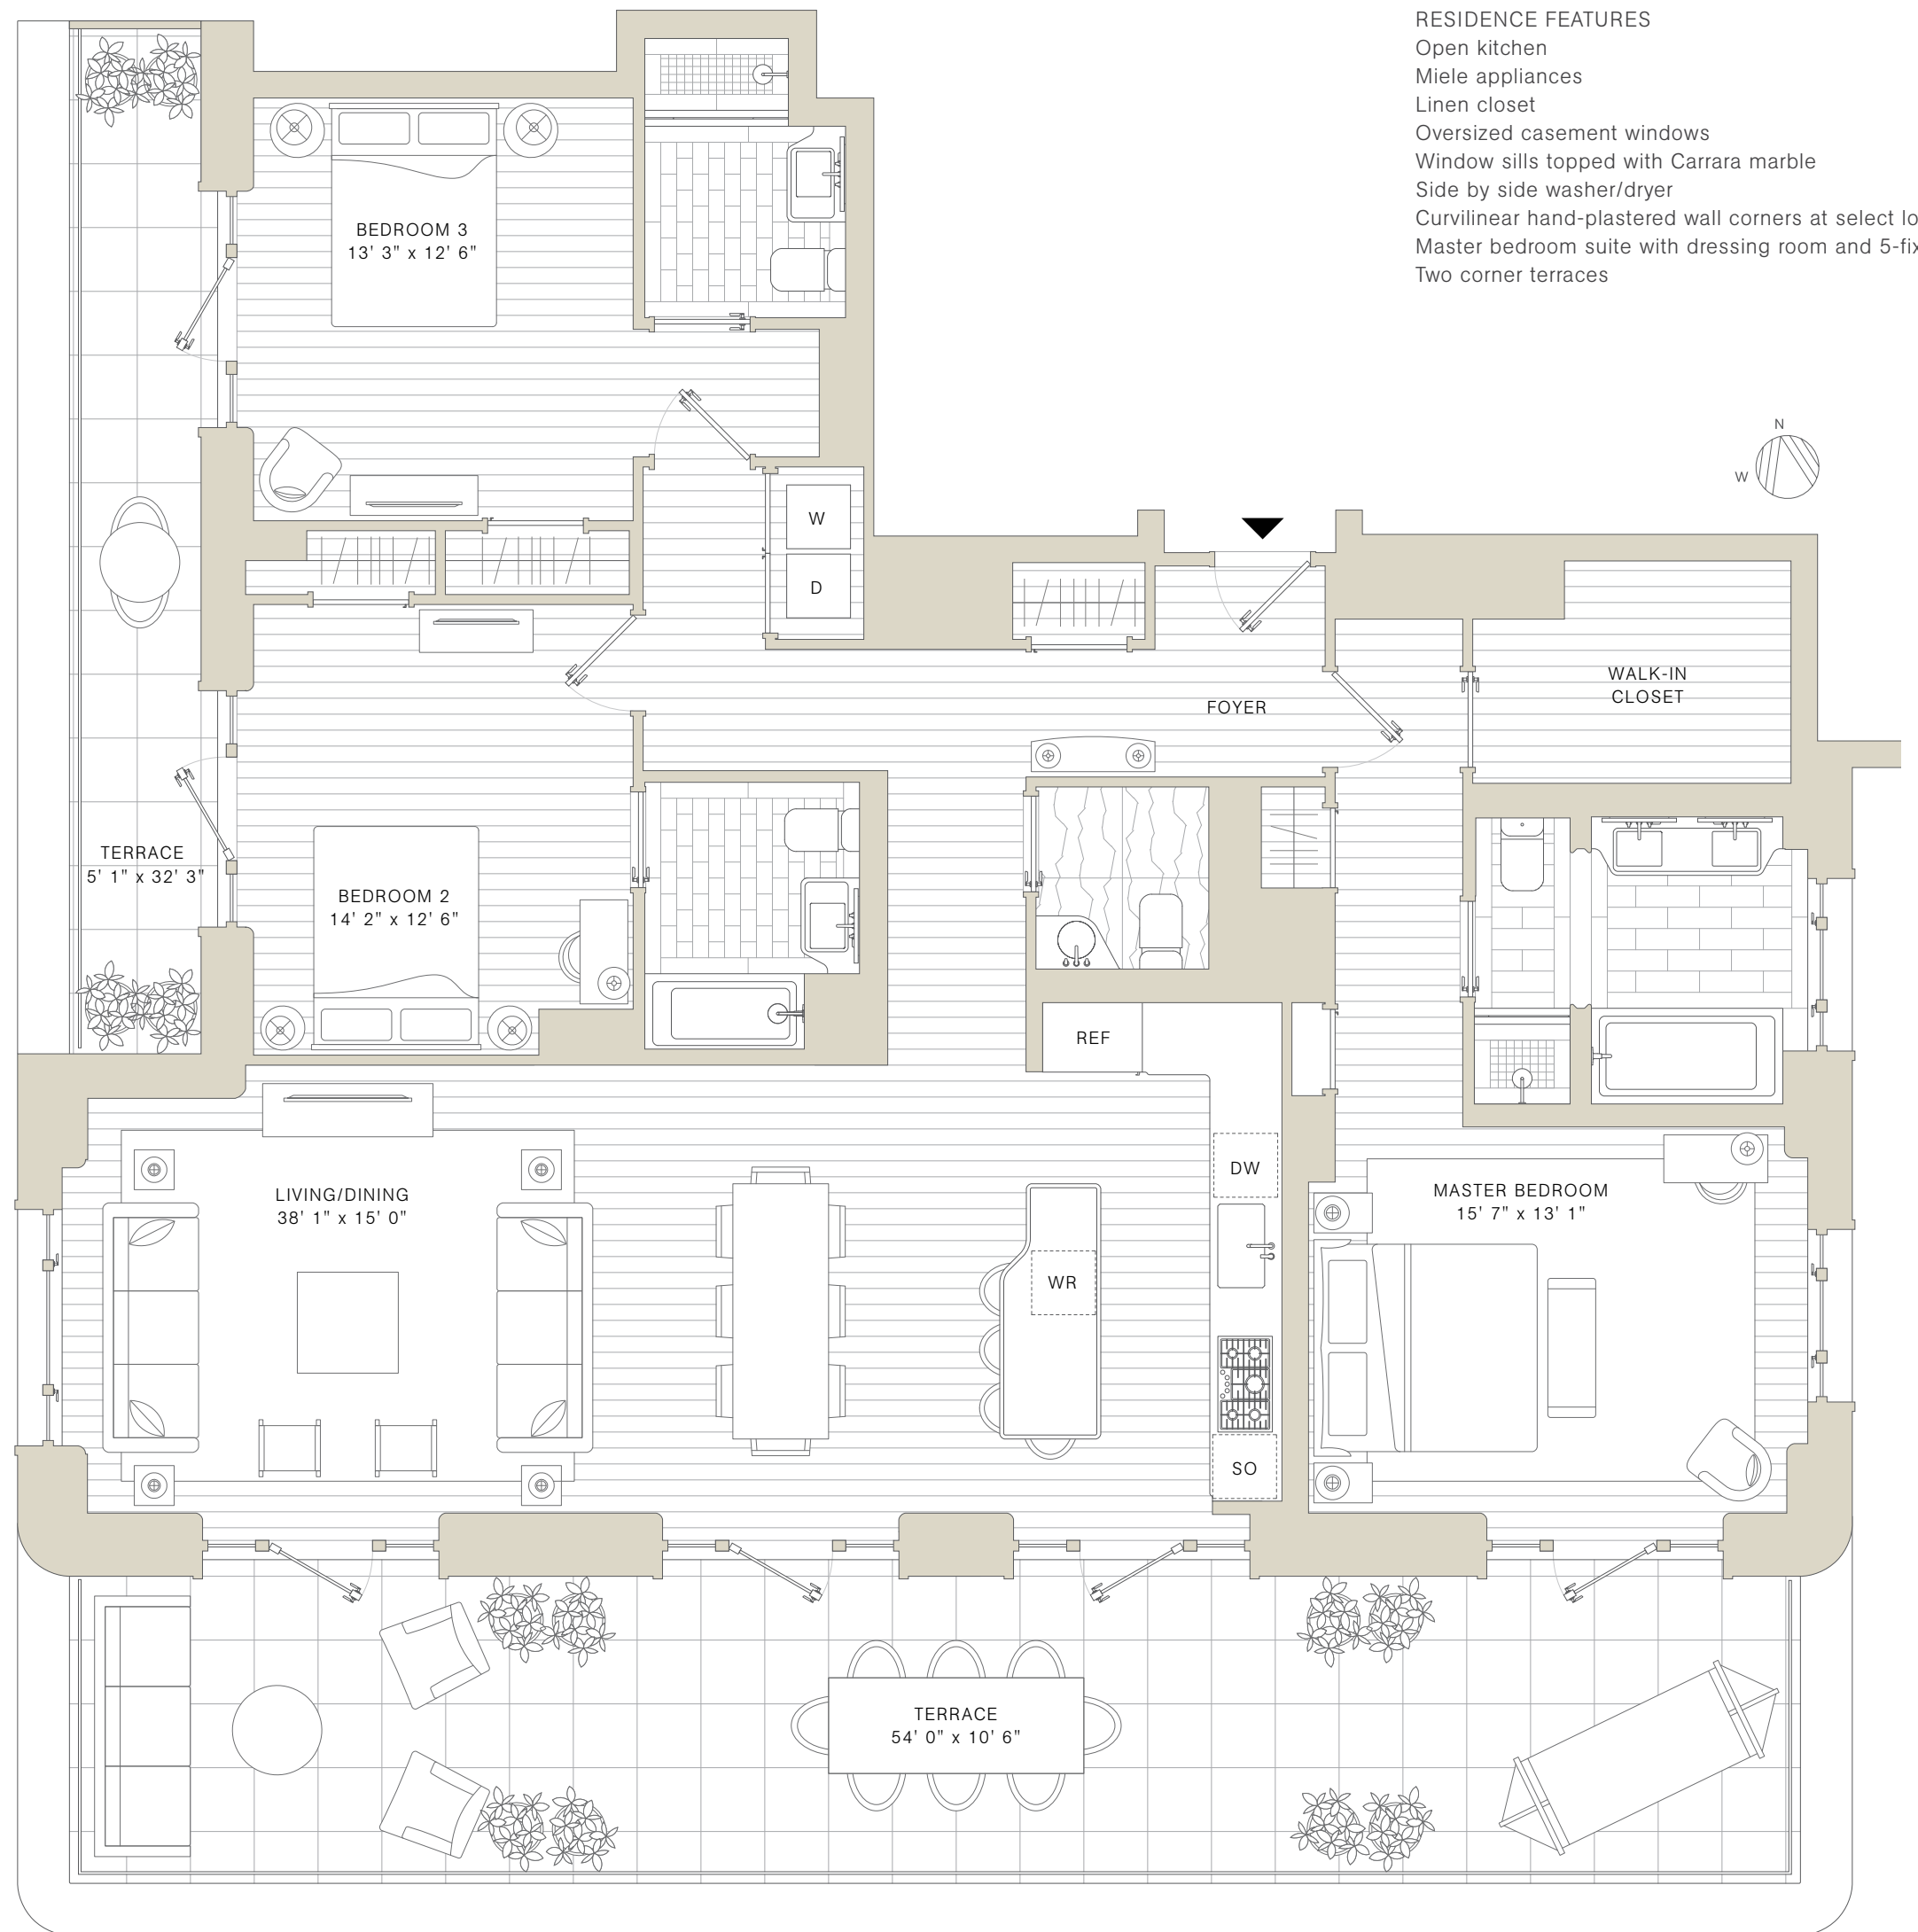 RESIDENCE FEATURES
Open kitchen
Miele appliances
Linen closet
Oversized casement windows
Window sills topped with Carrara marble
Side by side washer/dryer
Curvilinear hand-plastered wall corners at select
Master bedroom suite with dressing room and
Two corner terraces
N
W
BEDROOM 3
13' 3" x 12' 6"
W
D
WALK-IN
CLOSET
FOYER
TERRACE
5' 1" x 32' 3"
BEDROOM 2
14' 2" x 12' 6"
REF
DW
LIVING/DINING
38' 1" x 15' 0"
MASTER BEDROOM
15' 7" x 13' 1"
WR
SO
TERRACE
54' 0" x 10' 6"